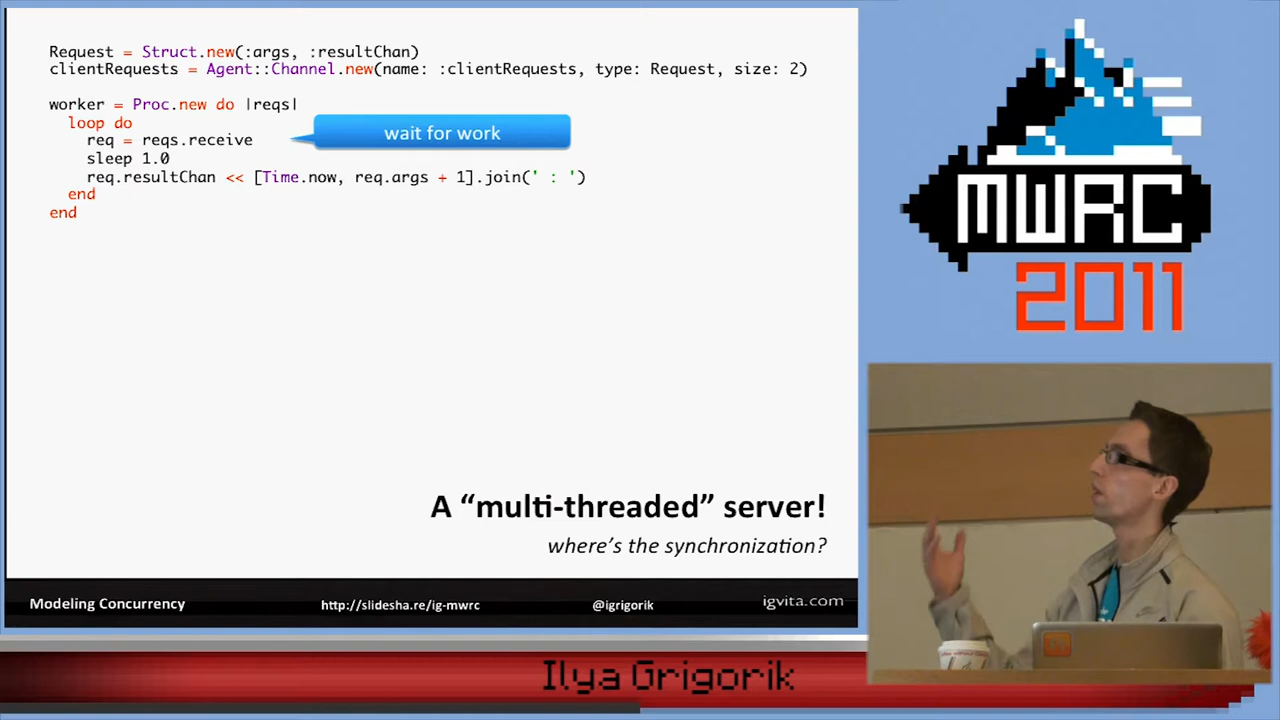 Request = Struct.new(:args, :resultChan)
clientRequests = Agent::Channel.new(name: :clientRequests, type: Request, size: 2)
worker = Proc.new do |reqs|
loop do
req = reqs.receive
wait for work
sleep 1.0
req.resultChan << [Time.now, req.args + 1].join(' : ')
end
end
A “multi-threaded” server!
where's the synchronization?
Modeling Concurrency
http://slidesha.re/ig-mwrc
@igrigorik
igvita.com
MWRC
2011
Ilya Grigorik